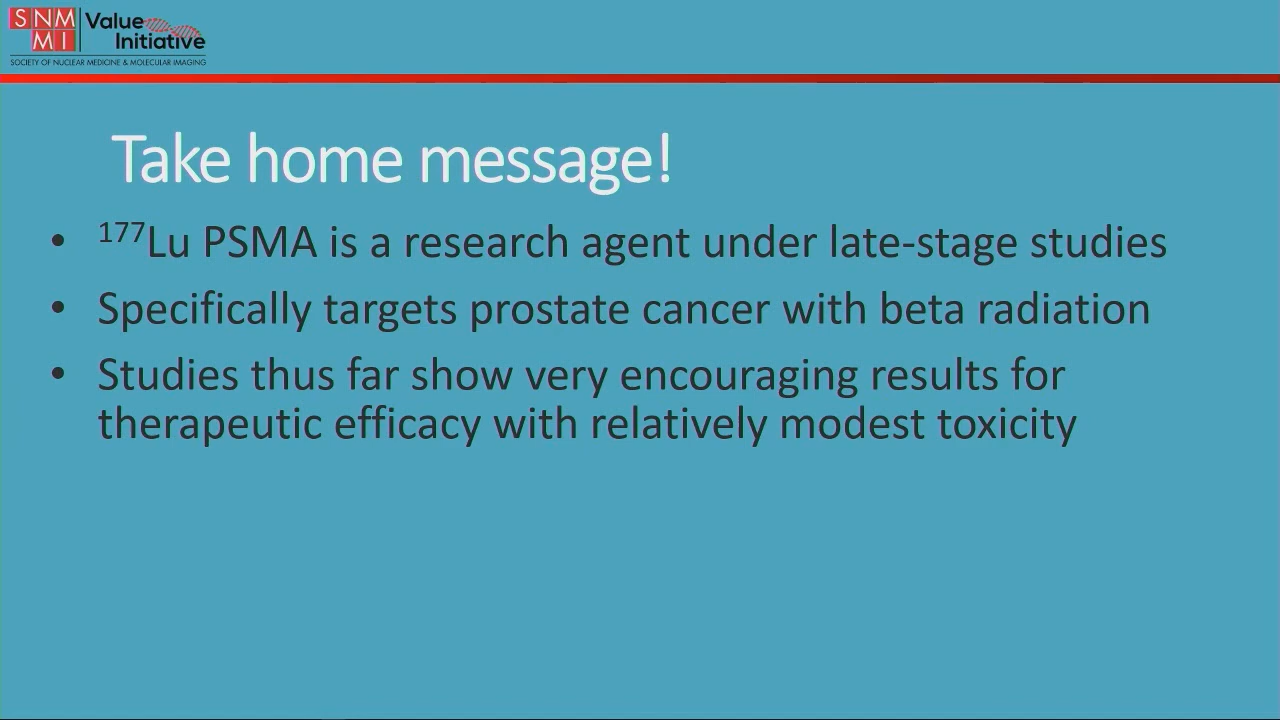 SNM
MI
Value
Initiative
SOCIETY OF NUCLEAR MEDICINE & MOLECULAR IMAGING
Take home message!
• ¹⁷⁷Lu PSMA is a research agent under late-stage studies
• Specifically targets prostate cancer with beta radiation
• Studies thus far show very encouraging results for
therapeutic efficacy with relatively modest toxicity